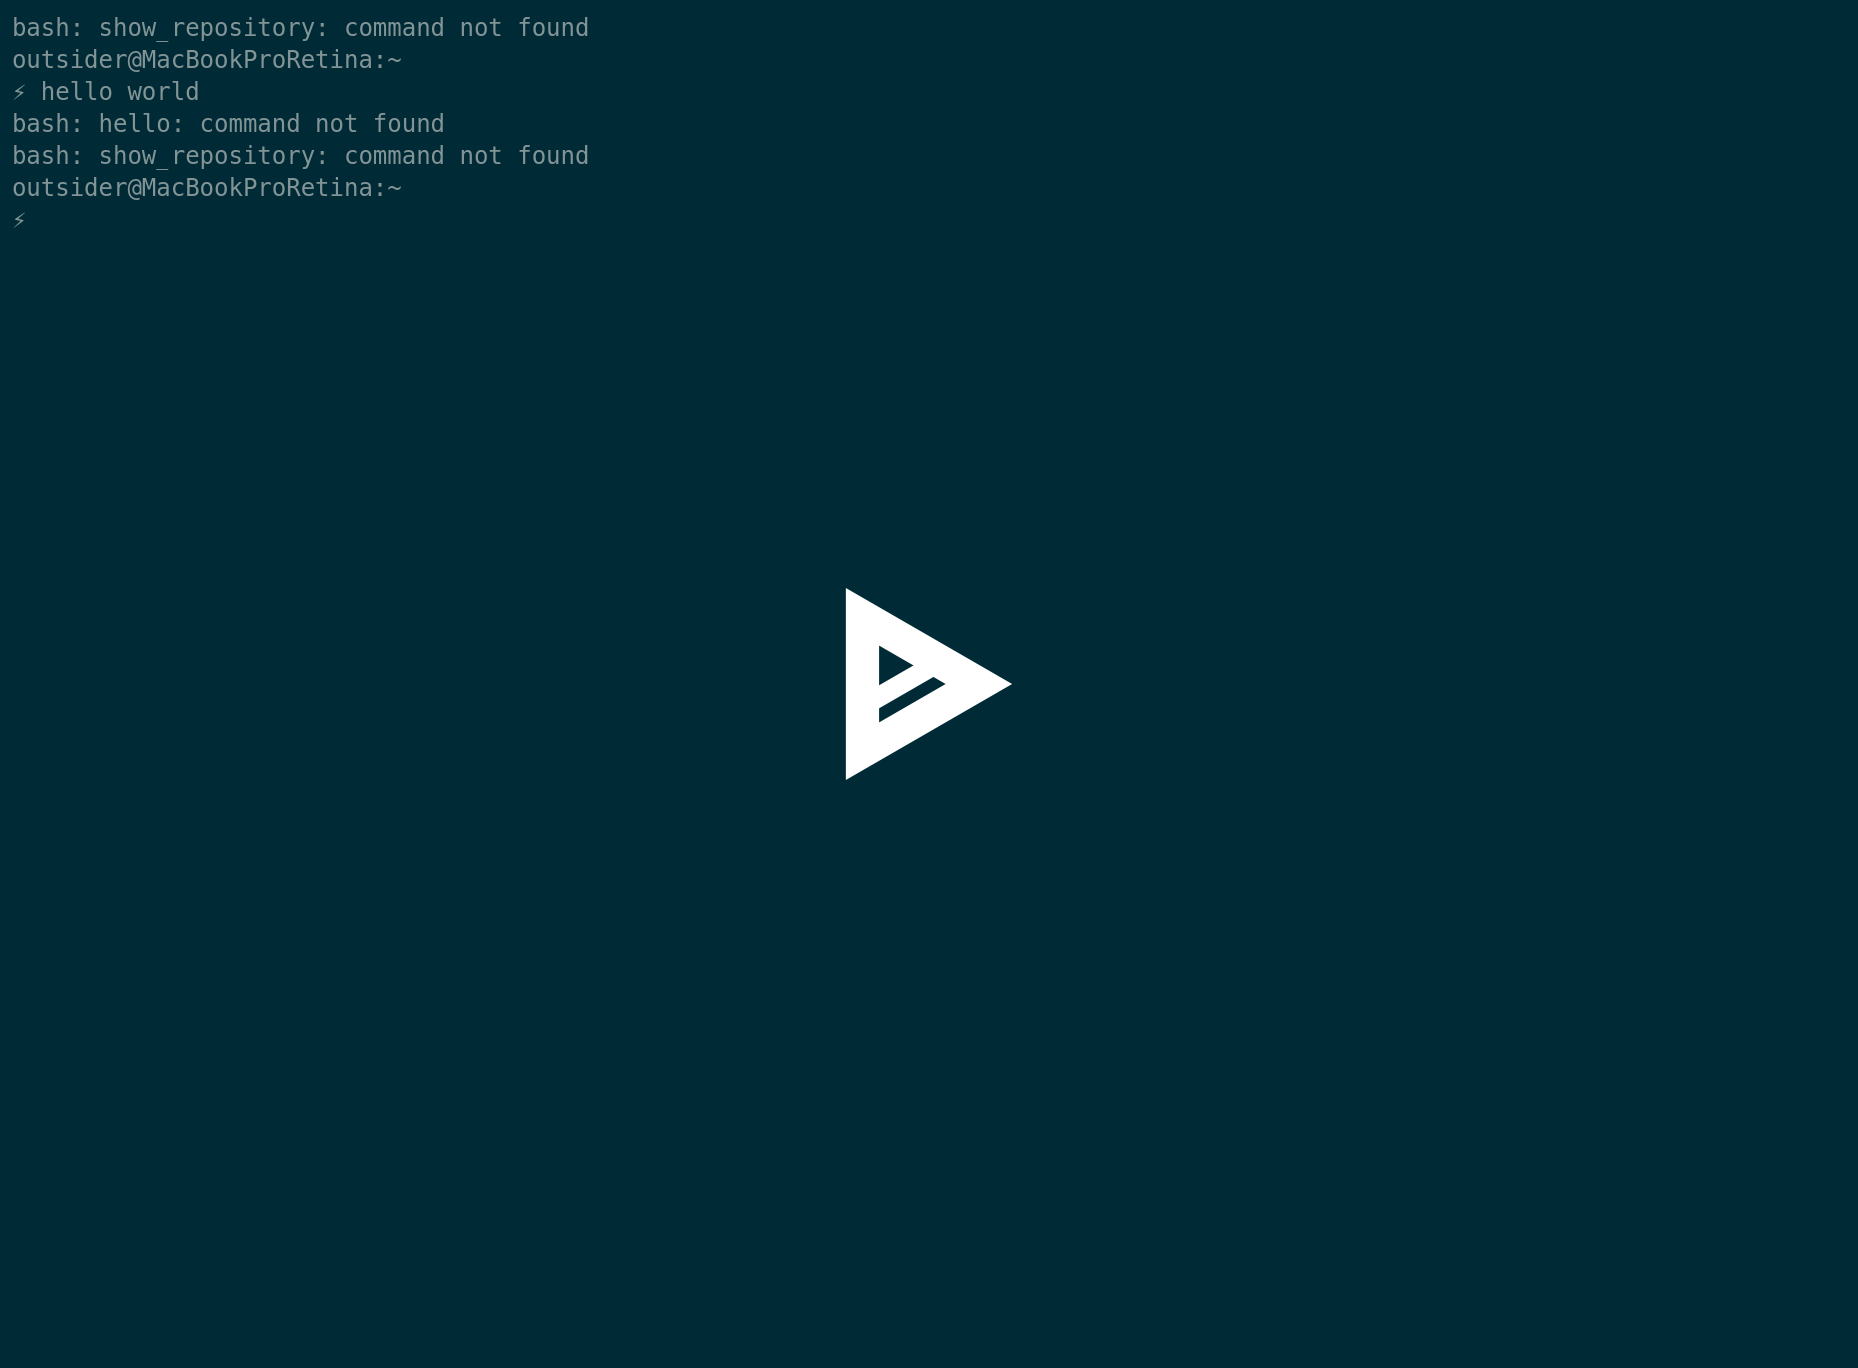 bash: show_repository: command not found
outsider@MacBookProRetina:~
⚡ hello world
bash: hello: command not found
bash: show_repository: command not found
outsider@MacBookProRetina:~
⚡